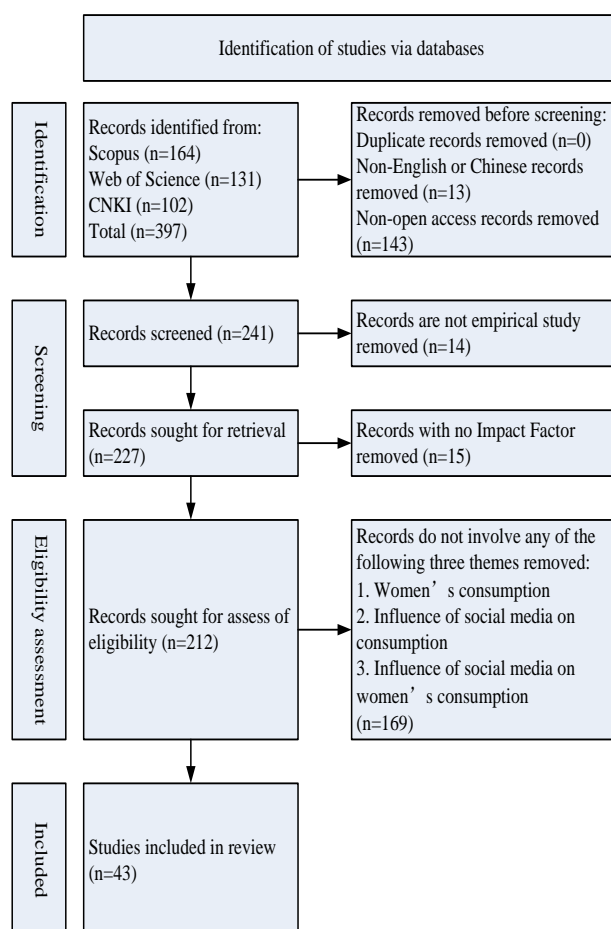 Identification of studies via databases
Identification
Records identified from:
Scopus (n=164)
Web of Science (n=131)
CNKI (n=102)
Total (n=397)
Records removed before screening:
Duplicate records removed (n=0)
Non-English or Chinese records
removed (n=13)
Non-open access records removed
(n=143)
Screening
Records screened (n=241)
Records are not empirical study
removed (n=14)
Records sought for retrieval
(n=227)
Records with no Impact Factor
removed (n=15)
Eligibility assessment
Records sought for assess of
eligibility (n=212)
Records do not involve any of the
following three themes removed:
1. Women’s consumption
2. Influence of social media on
consumption
3. Influence of social media on
women’s consumption
(n=169)
Included
Studies included in review
(n=43)